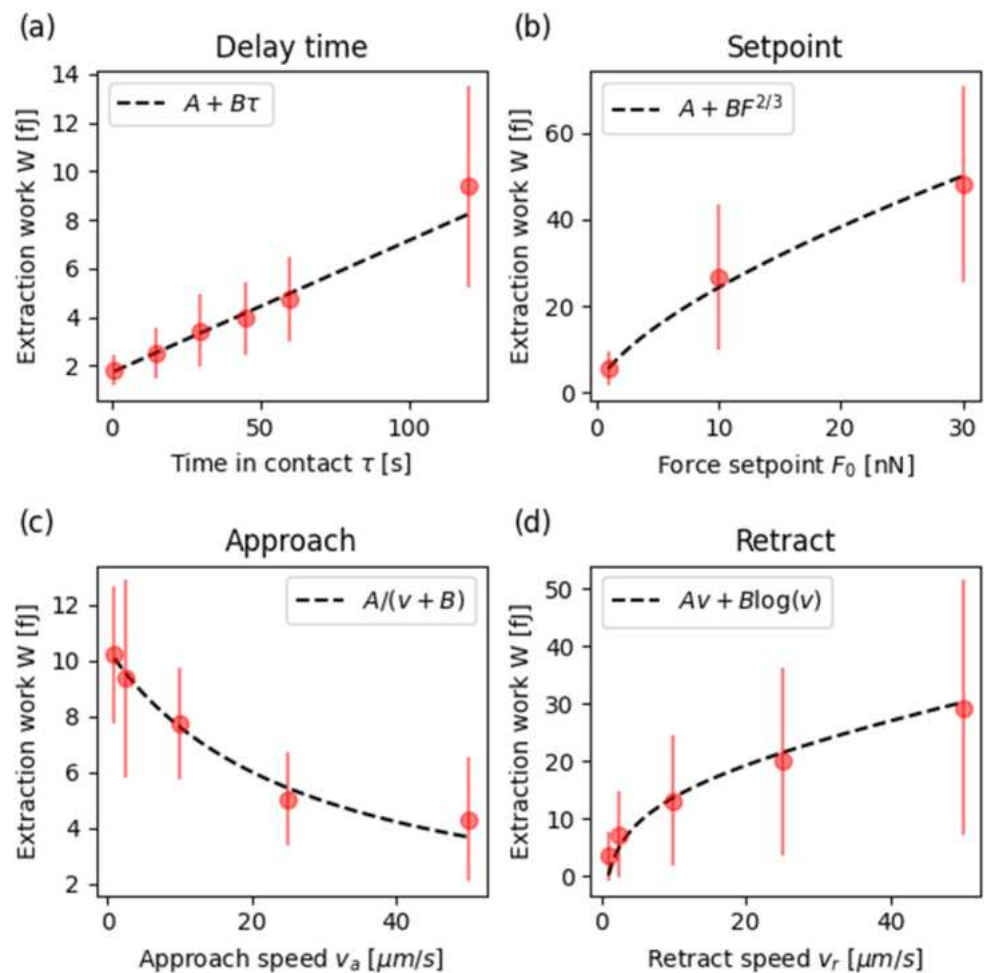 (a)
Delay time
A + Bτ
Extraction work W [fJ]
14
12
10
8
6
4
2
0
50
100
Time in contact τ [s]
(b)
Setpoint
A + BF^{2/3}
Extraction work W [fJ]
60
40
20
0
0
10
20
30
Force setpoint F₀ [nN]
(c)
Approach
A/(v + B)
Extraction work W [fJ]
12
10
8
6
4
2
0
20
40
Approach speed vₐ [μm/s]
(d)
Retract
Av + Blog(v)
Extraction work W [fJ]
50
40
30
20
10
0
0
20
40
Retract speed vᵣ [μm/s]